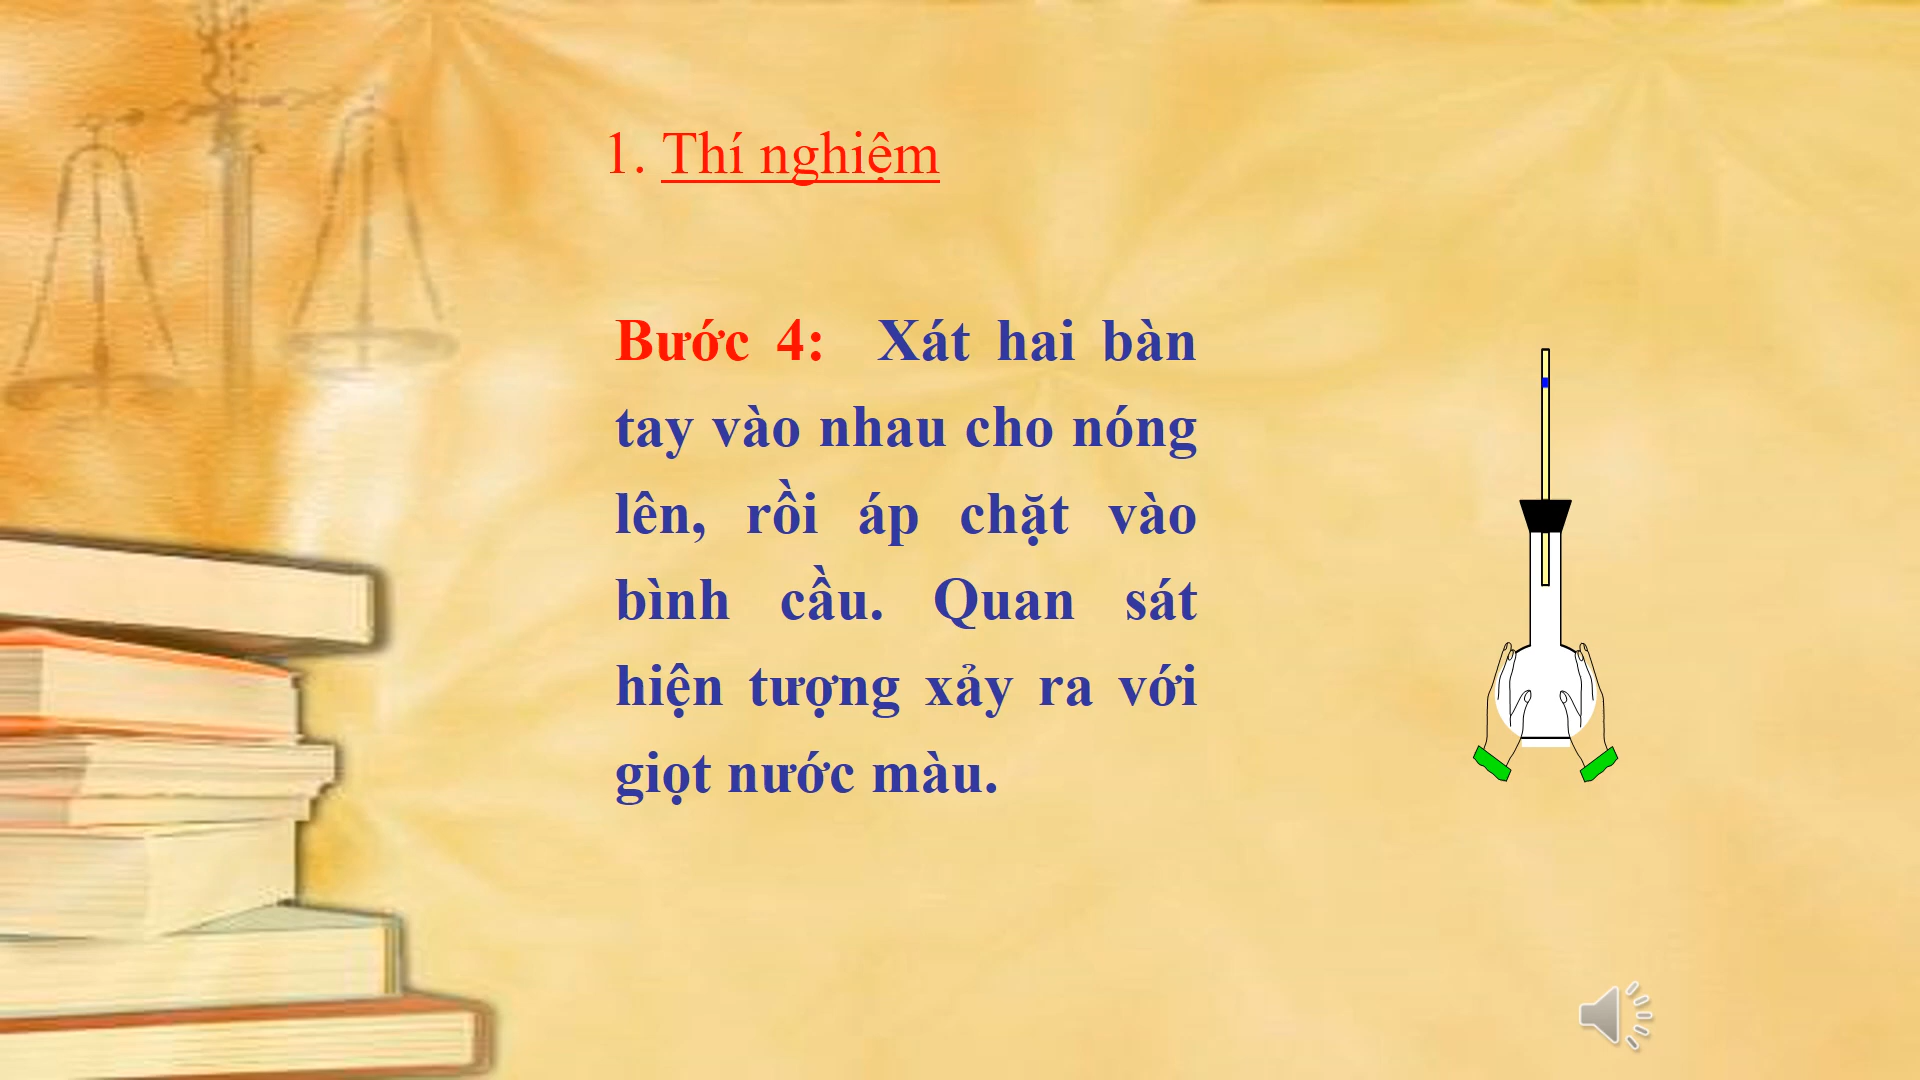 1. Thí nghiệm
Bước 4: Xát hai bàn
tay vào nhau cho nóng
lên, rồi áp chặt vào
bình cầu. Quan sát
hiện tượng xảy ra với
giọt nước màu.